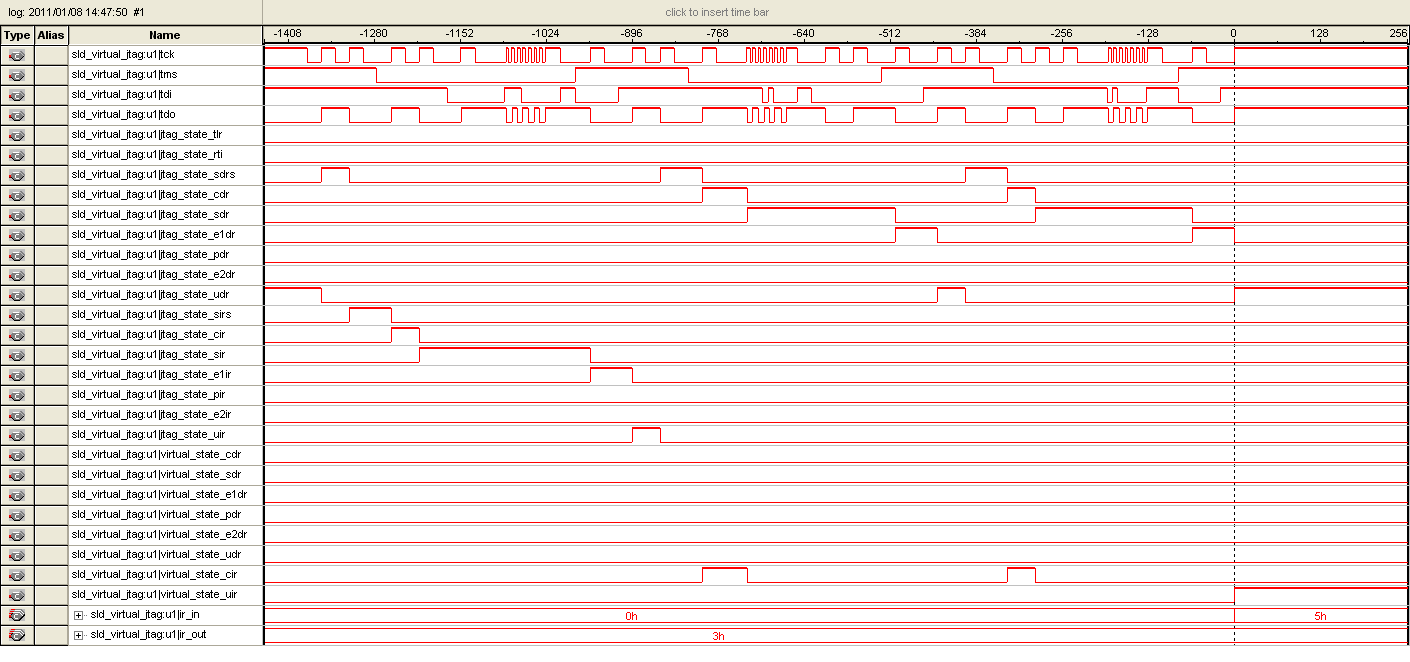 log: 2011/01/08 14:47:50 #1 click to insert time bar
Type Alias Name -1408 -1280 -1152 -1024 -896 -768 -640 -512 -384 -256 -128 0 128 256
sld_virtual_jtag:u1|tck
sld_virtual_jtag:u1|tms
sld_virtual_jtag:u1|tdi
sld_virtual_jtag:u1|tdo
sld_virtual_jtag:u1|jtag_state_tlr
sld_virtual_jtag:u1|jtag_state_rti
sld_virtual_jtag:u1|jtag_state_sdrs
sld_virtual_jtag:u1|jtag_state_cdr
sld_virtual_jtag:u1|jtag_state_sdr
sld_virtual_jtag:u1|jtag_state_e1dr
sld_virtual_jtag:u1|jtag_state_pdr
sld_virtual_jtag:u1|jtag_state_e2dr
sld_virtual_jtag:u1|jtag_state_udr
sld_virtual_jtag:u1|jtag_state_sirs
sld_virtual_jtag:u1|jtag_state_cir
sld_virtual_jtag:u1|jtag_state_sir
sld_virtual_jtag:u1|jtag_state_e1ir
sld_virtual_jtag:u1|jtag_state_pir
sld_virtual_jtag:u1|jtag_state_e2ir
sld_virtual_jtag:u1|jtag_state_uir
sld_virtual_jtag:u1|virtual_state_cdr
sld_virtual_jtag:u1|virtual_state_sdr
sld_virtual_jtag:u1|virtual_state_e1dr
sld_virtual_jtag:u1|virtual_state_pdr
sld_virtual_jtag:u1|virtual_state_e2dr
sld_virtual_jtag:u1|virtual_state_udr
sld_virtual_jtag:u1|virtual_state_cir
sld_virtual_jtag:u1|virtual_state_uir
sld_virtual_jtag:u1|ir_in 0h 5h
sld_virtual_jtag:u1|ir_out 3h